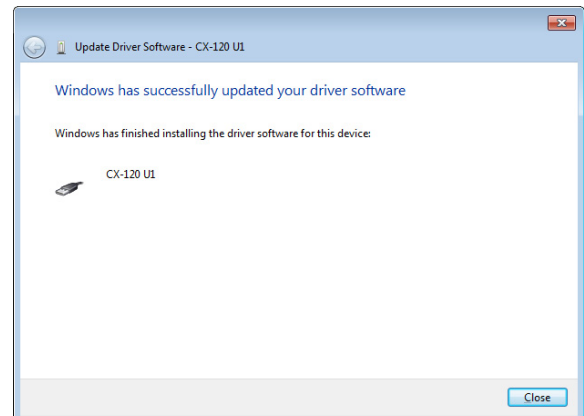 Update Driver Software - CX-120 U1
Windows has successfully updated your driver software
Windows has finished installing the driver software for this device:
CX-120 U1
Close